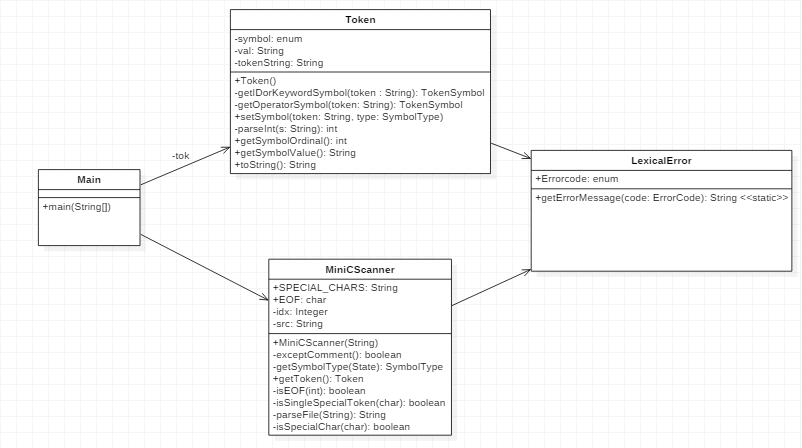 Token
-symbol: enum
-val: String
-tokenString: String
+Token()
-getIDorKeywordSymbol(token : String): TokenSymbol
-getOperatorSymbol(token: String): TokenSymbol
+setSymbol(token: String, type: SymbolType)
-parseInt(s: String): int
+getSymbolOrdinal(): int
+getSymbolValue(): String
+toString(): String
-tok
Main
+main(String[])
LexicalError
+Errorcode: enum
+getErrorMessage(code: ErrorCode): String <<static>>
MiniCScanner
+SPECIAL_CHARS: String
+EOF: char
-idx: Integer
-src: String
+MiniCScanner(String)
-exceptComment(): boolean
-getSymbolType(State): SymbolType
+getToken(): Token
-isEOF(int): boolean
-isSingleSpecialToken(char): boolean
-parseFile(String): String
-isSpecialChar(char): boolean